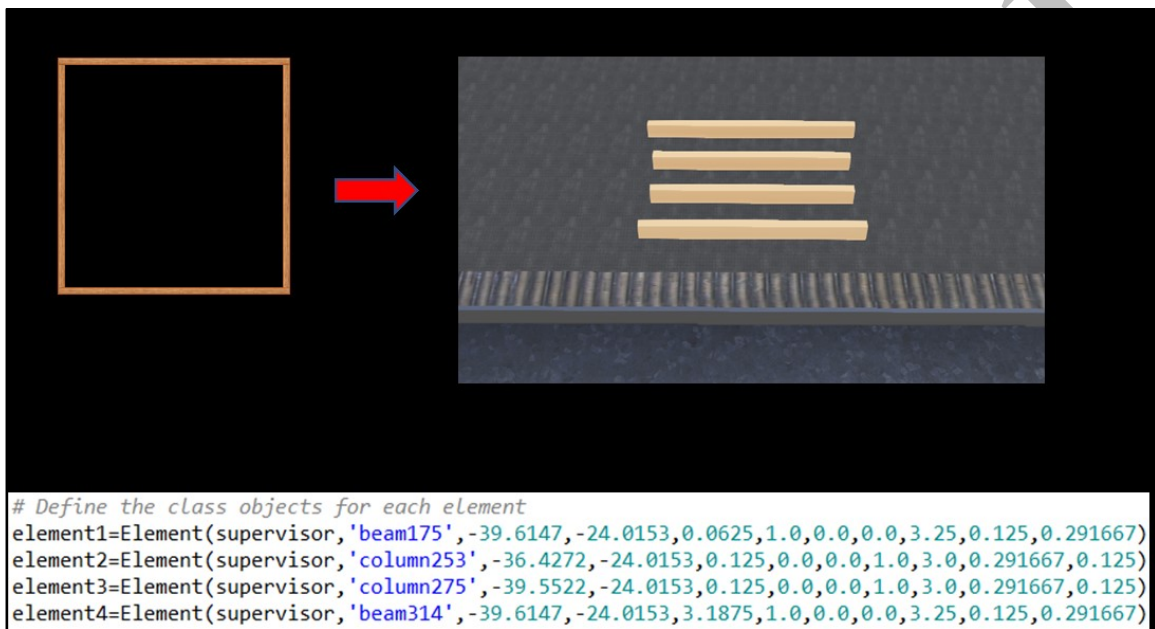 # Define the class objects for each element
element1=Element(supervisor,'beam175',-39.6147,-24.0153,0.0625,1.0,0.0,0.0,3.25,0.125,0.291667)
element2=Element(supervisor,'column253',-36.4272,-24.0153,0.125,0.0,0.0,1.0,3.0,0.291667,0.125)
element3=Element(supervisor,'column275',-39.5522,-24.0153,0.125,0.0,0.0,1.0,3.0,0.291667,0.125)
element4=Element(supervisor,'beam314',-39.6147,-24.0153,3.1875,1.0,0.0,0.0,3.25,0.125,0.291667)